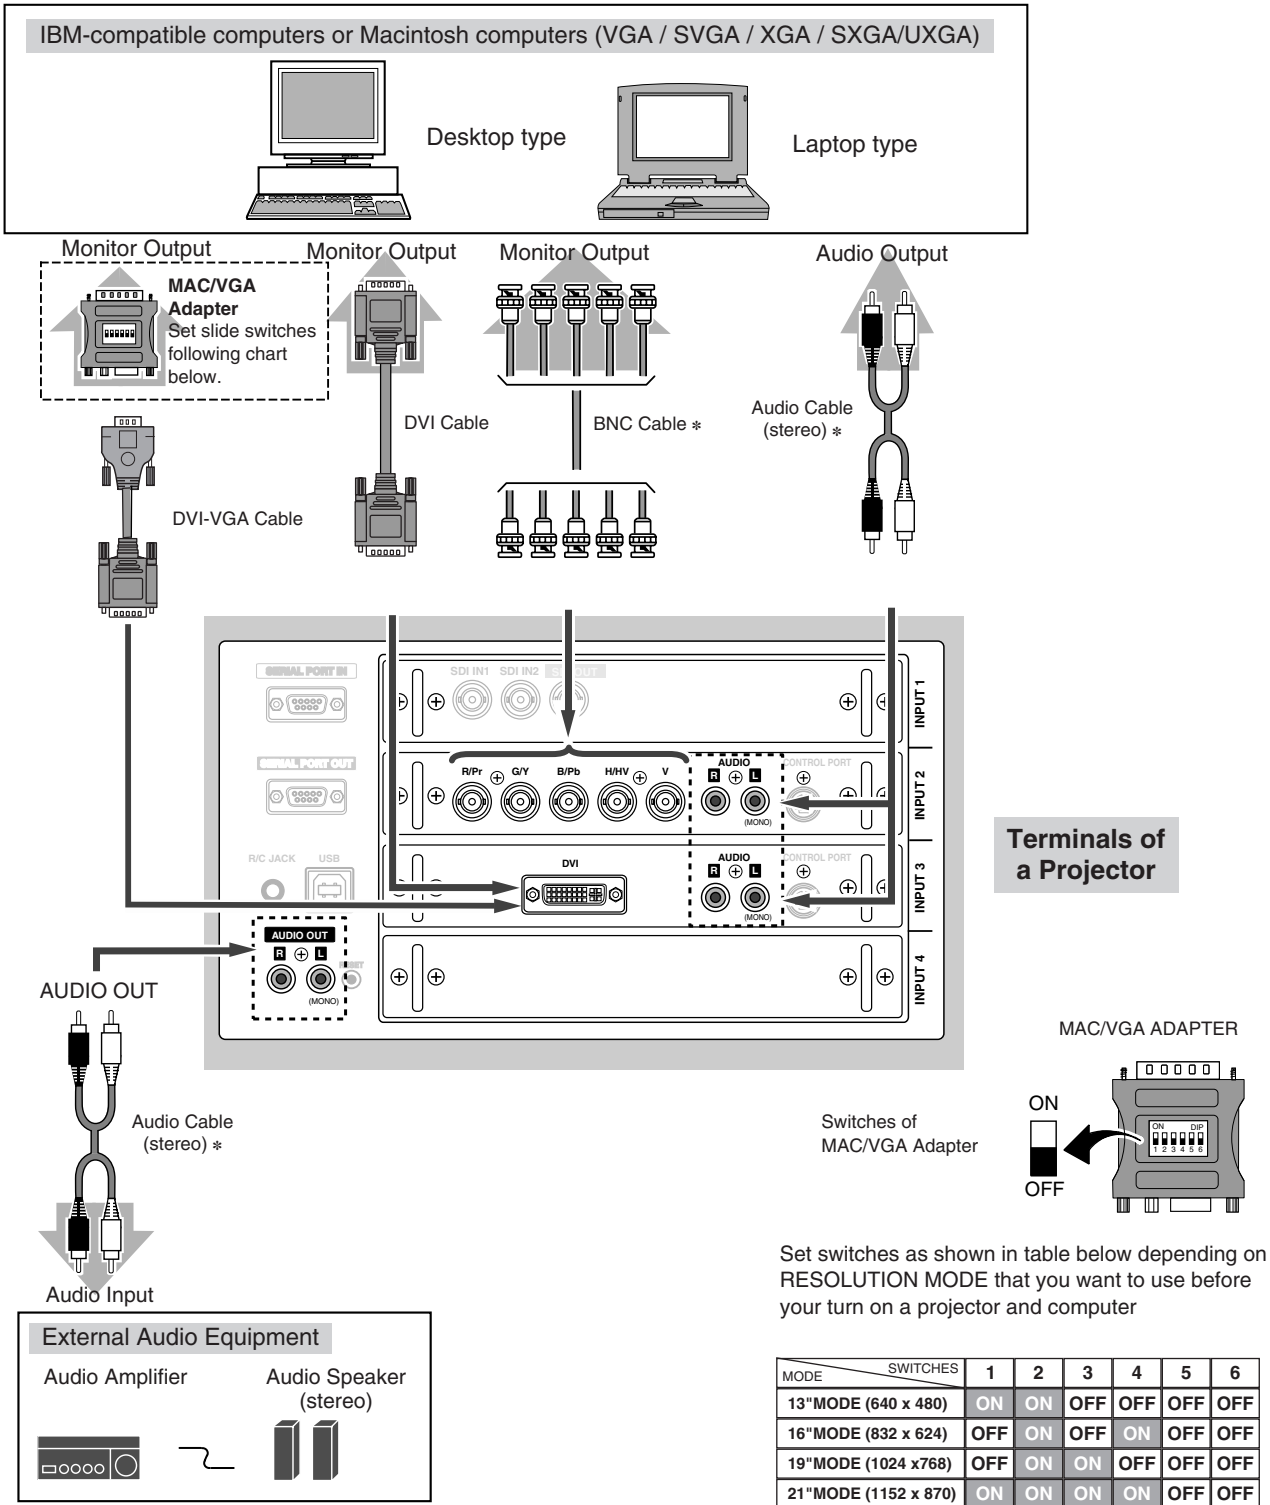 IBM-compatible computers or Macintosh computers (VGA / SVGA / XGA / SXGA/UXGA)
Desktop type
Laptop type
Monitor Output
Monitor Output
Monitor Output
Audio Output
MAC/VGA
Adapter
Set slide switches
following chart
below.
DVI Cable
BNC Cable *
Audio Cable
(stereo) *
DVI-VGA Cable
SERIAL PORT IN
SDI IN1 SDI IN2 SDI OUT
INPUT 1
SERIAL PORT OUT
R/Pr G/Y B/Pb H/HV V
AUDIO
R L
(MONO)
CONTROL PORT
INPUT 2
R/C JACK USB
DVI
AUDIO
R L
(MONO)
CONTROL PORT
INPUT 3
Terminals of
a Projector
AUDIO OUT
R L
(MONO)
RESET
INPUT 4
AUDIO OUT
Audio Cable
(stereo) *
Audio Input
External Audio Equipment
Audio Amplifier
Audio Speaker
(stereo)
MAC/VGA ADAPTER
Switches of
MAC/VGA Adapter
ON
OFF
ON DIP
1 2 3 4 5 6
Set switches as shown in table below depending on
RESOLUTION MODE that you want to use before
your turn on a projector and computer
MODE SWITCHES 1 2 3 4 5 6
13"MODE (640 x 480) ON ON OFF OFF OFF OFF
16"MODE (832 x 624) OFF ON OFF ON OFF OFF
19"MODE (1024 x768) OFF ON ON OFF OFF OFF
21"MODE (1152 x 870) ON ON ON ON OFF OFF